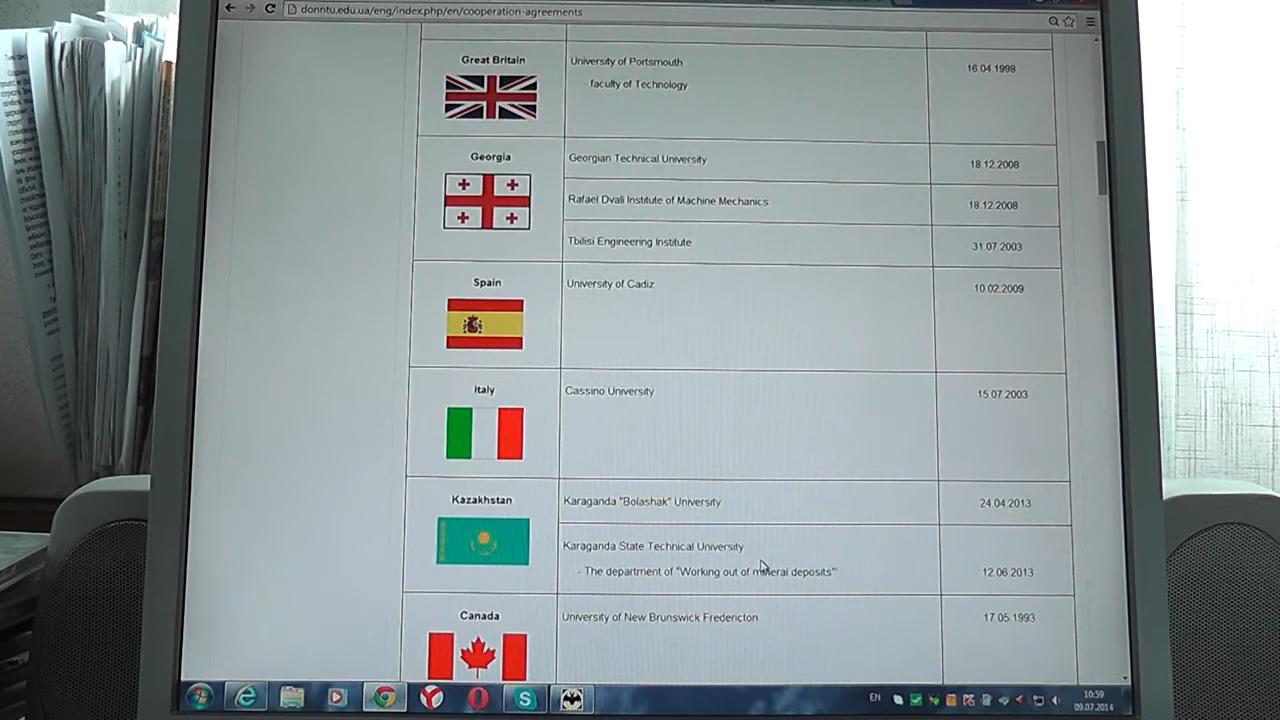 donntu.edu.ua/eng/index.php/en/cooperation-agreements
Great Britain
University of Portsmouth
- faculty of Technology
16.04.1998
Georgia
Georgian Technical University
18.12.2008
Rafael Dvali Institute of Machine Mechanics
18.12.2008
Tbilisi Engineering Institute
31.07.2003
Spain
University of Cadiz
10.02.2009
Italy
Cassino University
15.07.2003
Kazakhstan
Karaganda "Bolashak" University
24.04.2013
Karaganda State Technical University
- The department of "Working out of mineral deposits"
12.06.2013
Canada
University of New Brunswick Fredericton
17.05.1993
EN
10:59
09.07.2014